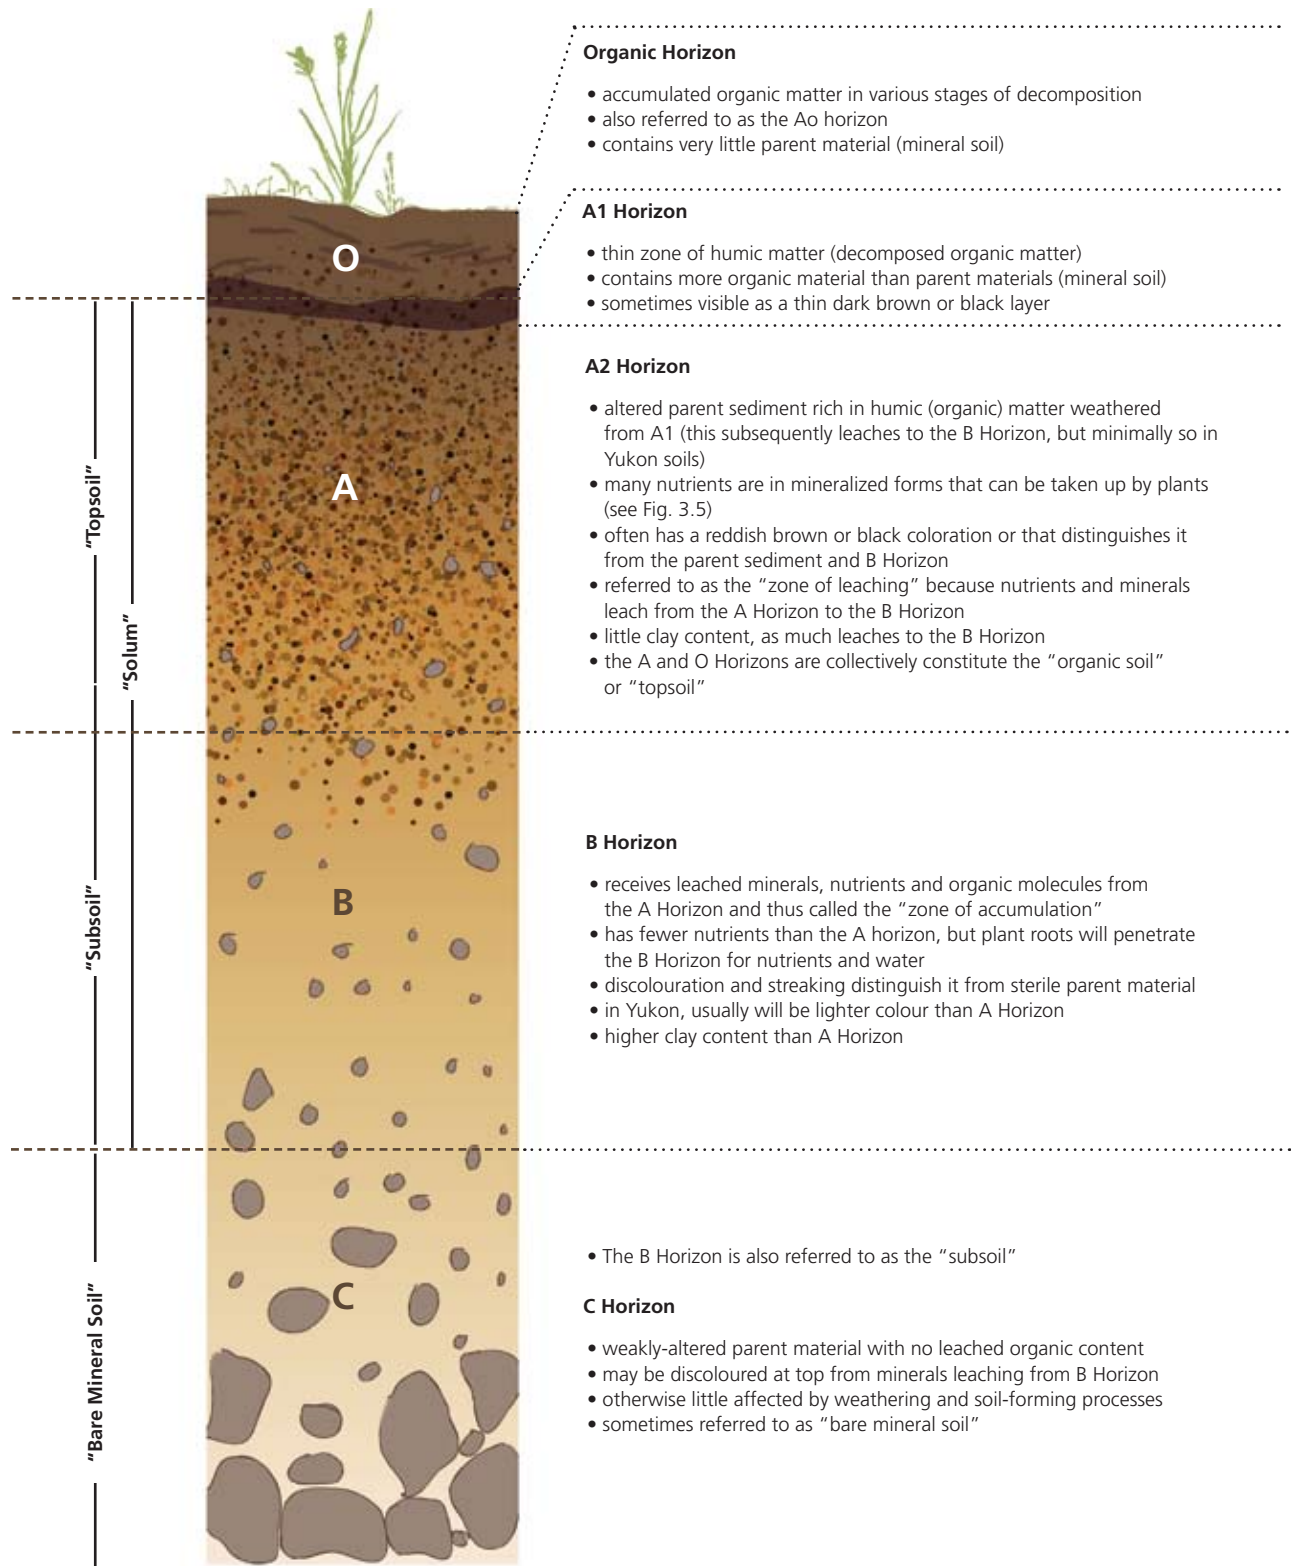 Organic Horizon
• accumulated organic matter in various stages of decomposition
• also referred to as the Ao horizon
• contains very little parent material (mineral soil)
A1 Horizon
• thin zone of humic matter (decomposed organic matter)
• contains more organic material than parent materials (mineral soil)
• sometimes visible as a thin dark brown or black layer
O
A2 Horizon
• altered parent sediment rich in humic (organic) matter weathered
from A1 (this subsequently leaches to the B Horizon, but minimally so in
Yukon soils)
• many nutrients are in mineralized forms that can be taken up by plants
(see Fig. 3.5)
• often has a reddish brown or black coloration or that distinguishes it
from the parent sediment and B Horizon
• referred to as the “zone of leaching” because nutrients and minerals
leach from the A Horizon to the B Horizon
• little clay content, as much leaches to the B Horizon
• the A and O Horizons are collectively constitute the “organic soil”
or “topsoil”
A
“Topsoil”
“Solum”
B Horizon
• receives leached minerals, nutrients and organic molecules from
the A Horizon and thus called the “zone of accumulation”
• has fewer nutrients than the A horizon, but plant roots will penetrate
the B Horizon for nutrients and water
• discolouration and streaking distinguish it from sterile parent material
• in Yukon, usually will be lighter colour than A Horizon
• higher clay content than A Horizon
B
“Subsoil”
• The B Horizon is also referred to as the “subsoil”
C Horizon
• weakly-altered parent material with no leached organic content
• may be discoloured at top from minerals leaching from B Horizon
• otherwise little affected by weathering and soil-forming processes
• sometimes referred to as “bare mineral soil”
C
“Bare Mineral Soil”